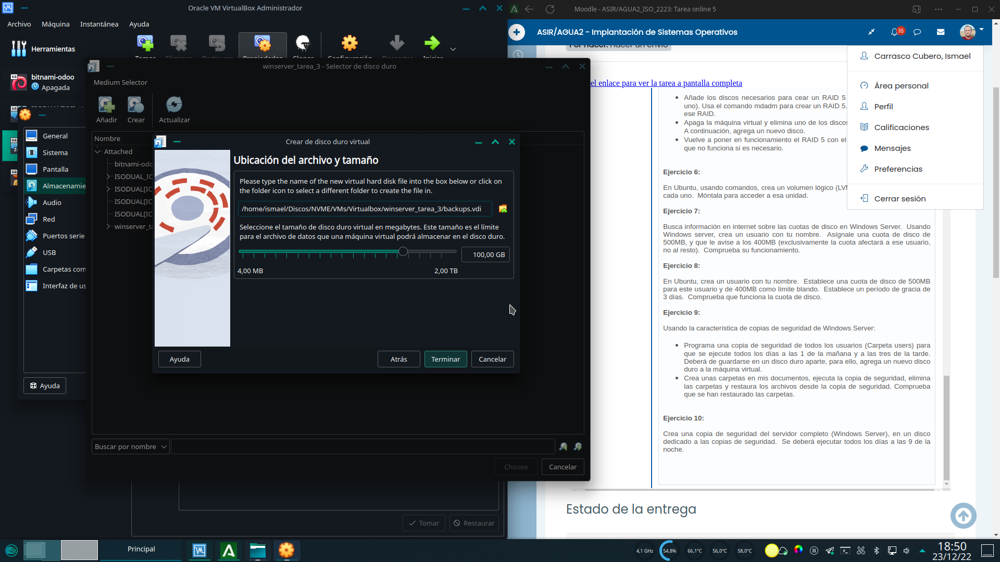 Oracle VM VirtualBox Administrador
Archivo Máquina Instantánea Ayuda
Herramientas
Propiedades
Configuración
Iniciar
bitnami-odoo
Apagada
General
Sistema
Pantalla
Almacenamie
Audio
Red
Puertos serie
USB
Carpetas com
Interfaz de us
Ayuda
winserver_tarea_3 - Selector de disco duro
Medium Selector
Añadir Crear Actualizar
Nombre
Attached
bitnami-odo
ISODUAL_IC
ISODUAL[IC
ISODUAL[IC
ISODUAL[IC
winserver_ta
Crear de disco duro virtual
Ubicación del archivo y tamaño
Please type the name of the new virtual hard disk file into the box below or click on
the folder icon to select a different folder to create the file in.
/home/ismael/Discos/NVME/VMs/Virtualbox/winserver_tarea_3/backups.vdi
Seleccione el tamaño de disco duro virtual en megabytes. Este tamaño es el límite
para el archivo de datos que una máquina virtual podrá almacenar en el disco duro.
100,00 GB
4,00 MB 2,00 TB
Ayuda Atrás Terminar Cancelar
Buscar por nombre
Choose Cancelar
Tomar Restaurar
Moodle - ASIR/AGUA2_ISO_2223: Tarea online 5
ASIR/AGUA2 - Implantación de Sistemas Operativos
16
Por hacer: Hacer un envío
el enlace para ver la tarea a pantalla completa
Carrasco Cubero, Ismael
Área personal
Perfil
Calificaciones
Mensajes
Preferencias
Cerrar sesión
Añade los discos necesarios para cear un RAID 5
uno). Usa el comando mdadm para crear un RAID 5.
ese RAID.
Apaga la máquina virtual y elimina uno de los discos
A continuación, agrega un nuevo disco.
Vuelve a poner en funcionamiento el RAID 5 con el
que no funciona si es necesario.
Ejercicio 6:
En Ubuntu, usando comandos, crea un volumen lógico (LVM
cada uno. Móntala para acceder a esa unidad.
Ejercicio 7:
Busca información en internet sobre las cuotas de disco en Windows Server. Usando
Windows server, crea un usuario con tu nombre. Asígnale una cuota de disco de
500MB, y que le avise a los 400MB (exclusivamente la cuota afectará a ese usuario,
no al resto). Comprueba su funcionamiento.
Ejercicio 8:
En Ubuntu, crea un usuario con tu nombre. Establece una cuota de disco de 500MB
para este usuario y de 400MB como límite blando. Establece un período de gracia de
3 días. Comprueba que funciona la cuota de disco.
Ejercicio 9:
Usando la característica de copias de seguridad de Windows Server:
Programa una copia de seguridad de todos los usuarios (Carpeta users) para
que se ejecute todos los días a las 1 de la mañana y a las tres de la tarde.
Deberá de guardarse en un disco duro aparte, para ello, agrega un nuevo disco
duro a la máquina virtual.
Crea unas carpetas en mis documentos, ejecuta la copia de seguridad, elimina
las carpetas y restaura los archivos desde la copia de seguridad. Comprueba
que se han restaurado las carpetas.
Ejercicio 10:
Crea una copia de seguridad del servidor completo (Windows Server), en un disco
dedicado a las copias de seguridad. Se deberá ejecutar todos los días a las 9 de la
noche.
Estado de la entrega
Principal
4,1 GHz 54,8% 66,1°C 56,0°C 58,0°C
18:50
23/12/22